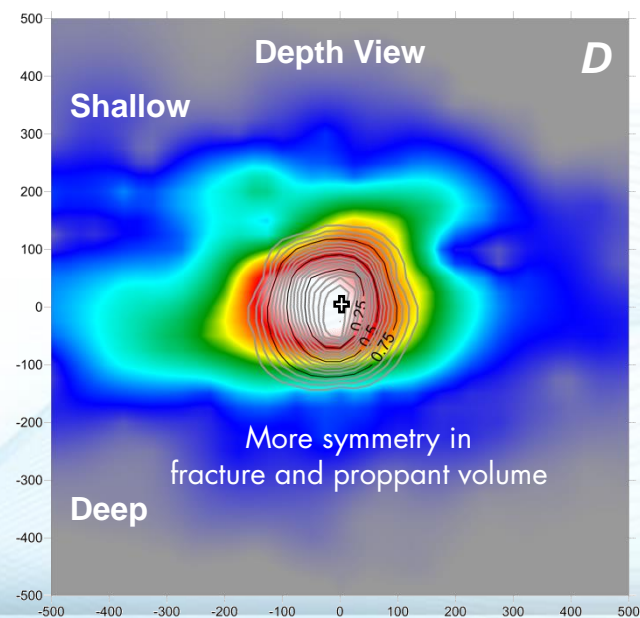 500
Depth View
D
400
Shallow
300
200
100
0
0.25
0.5
0.75
-100
-200
More symmetry in
-300
fracture and proppant volume
Deep
-400
-500
-500 -400 -300 -200 -100 0 100 200 300 400 500